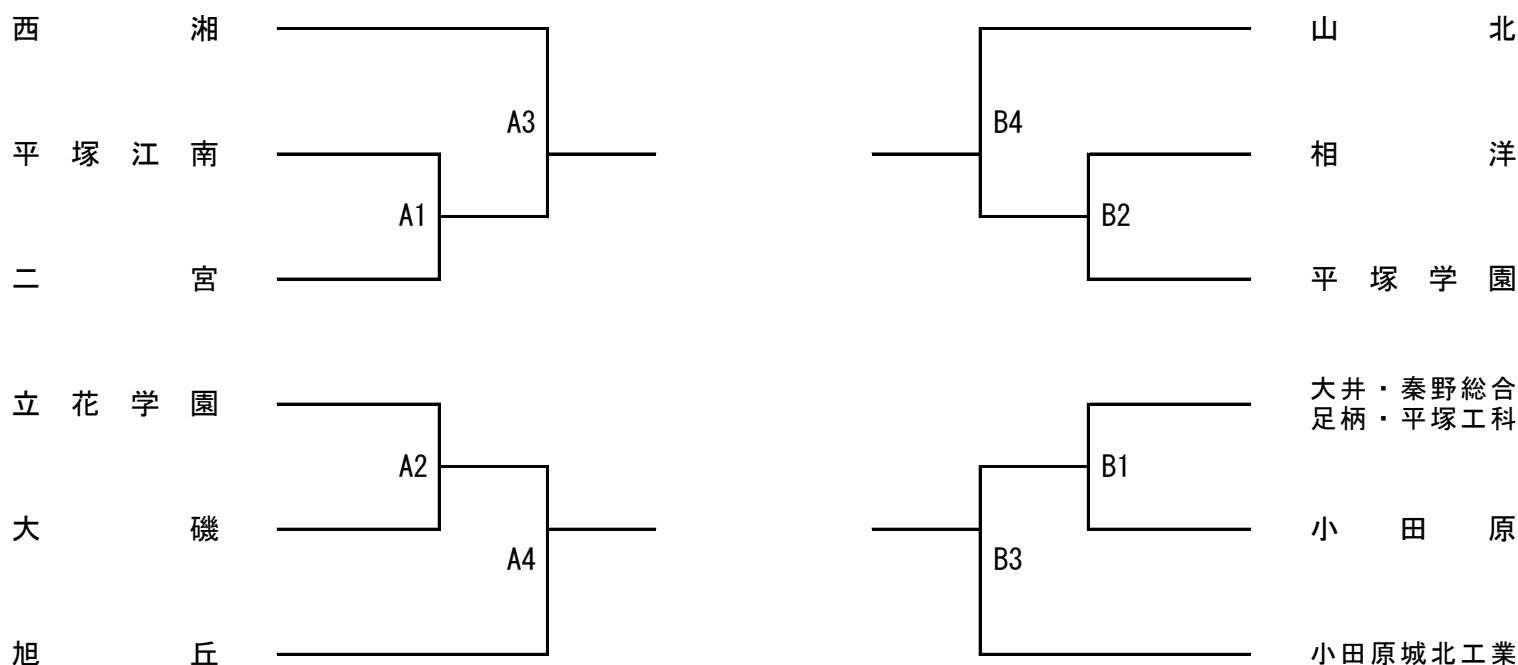 西湘
A3
平塚江南
A1
二宮
立花学園
A2
大磯
A4
旭丘
山北
B4
相洋
B2
平塚学園
大井・秦野総合
足柄・平塚工科
B1
小田原
B3
小田原城北工業